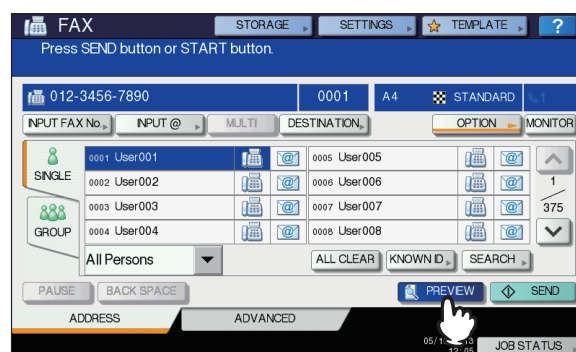 FAX STORAGE SETTINGS TEMPLATE ?
Press SEND button or START button.
012-3456-7890 0001 A4 STANDARD 1
INPUT FAX No. INPUT @ MULTI DESTINATION OPTION MONITOR
SINGLE
0001 User001 @ 0005 User005 @
0002 User002 @ 0006 User006 @
1
GROUP
0003 User003 @ 0007 User007 @
375
0004 User004 @ 0008 User008 @
All Persons ALL CLEAR KNOWN ID SEARCH
PAUSE BACK SPACE PREVIEW SEND
ADDRESS ADVANCED
12:05 JOB STATUS